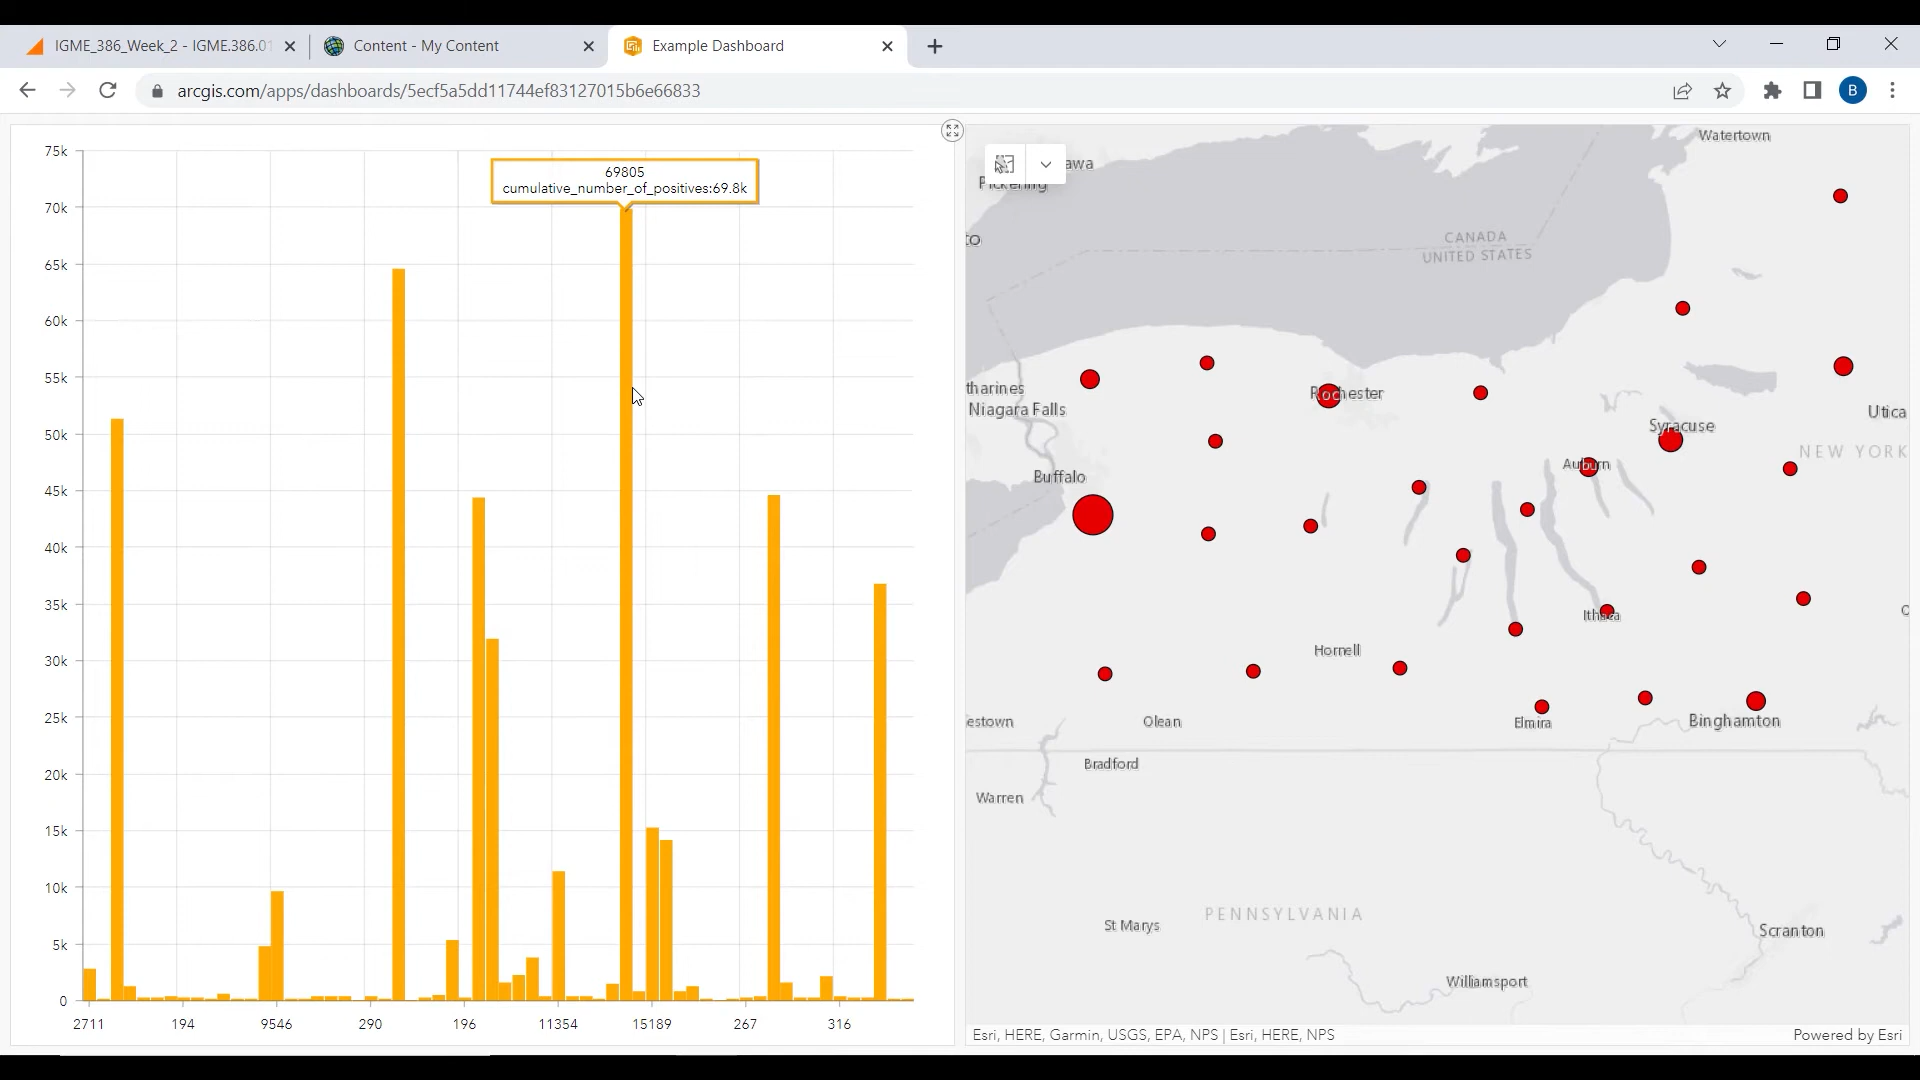 IGME_386_Week_2 - IGME.386.01
Content - My Content
Example Dashboard
arcgis.com/apps/dashboards/5ecf5a5dd11744ef83127015b6e66833
B
75k
70k
65k
60k
55k
50k
45k
40k
35k
30k
25k
20k
15k
10k
5k
0
69805
cumulative_number_of_positives:69.8k
2711
194
9546
290
196
11354
15189
267
316
Watertown
awa
Pickering
to
CANADA
UNITED STATES
tharines
Niagara Falls
Rochester
Utica
Syracuse
NEW YORK
Auburn
Buffalo
Ithaca
Hornell
estown
Olean
Elmira
Binghamton
Bradford
Warren
PENNSYLVANIA
St Marys
Scranton
Williamsport
Esri, HERE, Garmin, USGS, EPA, NPS | Esri, HERE, NPS
Powered by Esri